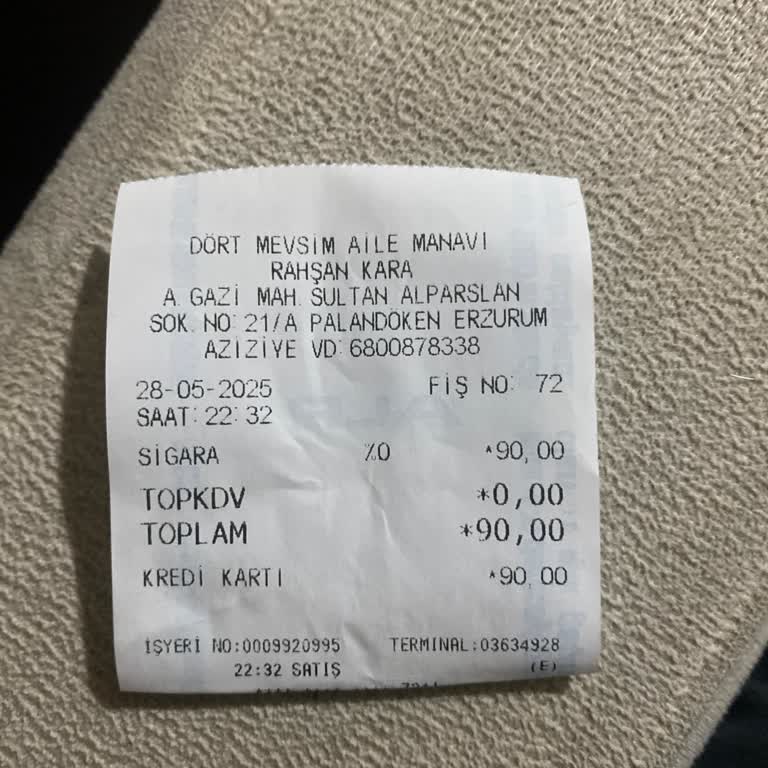 DÖRT MEVSİM AİLE MANAVI
RAHŞAN KARA
A.GAZİ MAH. SULTAN ALPARSLAN
SOK. NO: 21/A PALANDÖKEN ERZURUM
AZİZİYE VD: 6800878338
28-05-2025 FİŞ NO: 72
SAAT: 22:32
SİGARA %0 *90,00
TOPKDV *0,00
TOPLAM *90,00
KREDİ KARTI *90,00
İŞYERİ NO:0009920995 TERMINAL:03634928
22:32 SATIŞ (E)